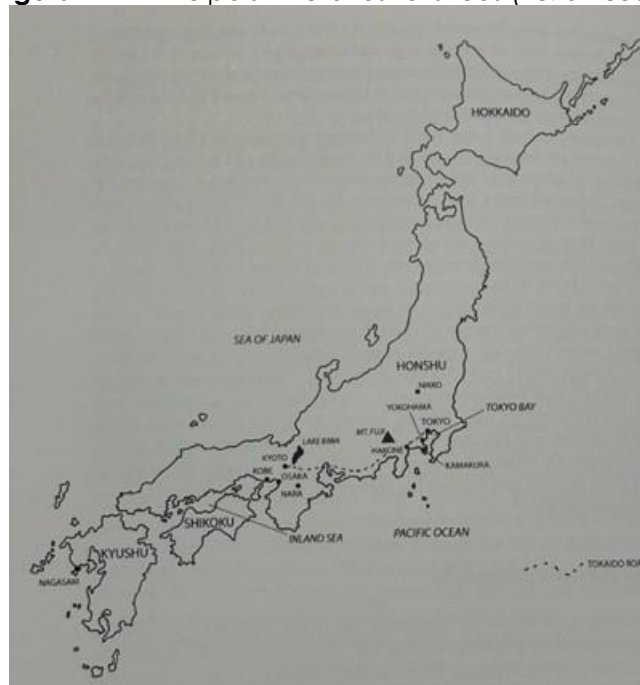 HOKKAIDO
SEA OF JAPAN
HONSHU
NIKKO
YOKOHAMA
TOKYO BAY
TOKYO
MT. FUJI
LAKE BIWA
HAKONE
KYOTO
KAMAKURA
KOBE
OSAKA
NARA
SHIKOKU
PACIFIC OCEAN
INLAND SEA
KYUSHU
TOKAIDO ROA
NAGASAKI